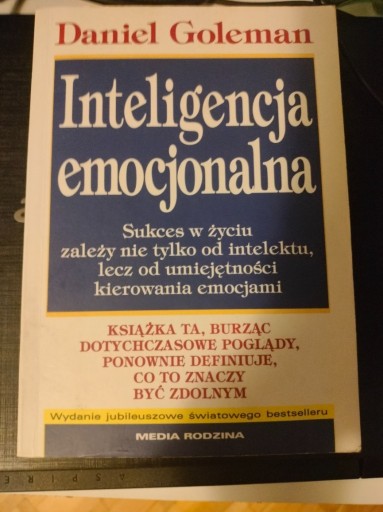 Daniel Goleman
Inteligencja
emocjonalna
Sukces w życiu
zależy nie tylko od intelektu,
lecz od umiejętności
kierowania emocjami
KSIĄŻKA TA, BURZĄC
DOTYCHCZASOWE POGLĄDY,
PONOWNIE DEFINIUJE,
CO TO ZNACZY
BYĆ ZDOLNYM
Wydanie jubileuszowe światowego bestselleru
MEDIA RODZINA
ASPIRE